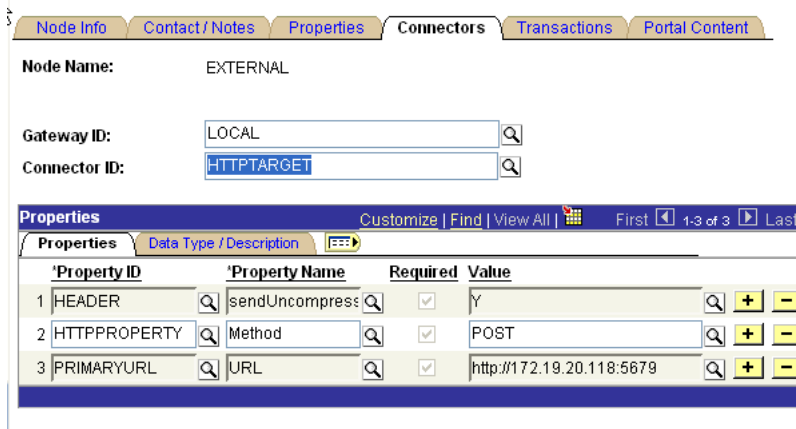 Node Info Contact / Notes Properties Connectors Transactions Portal Content
Node Name: EXTERNAL
Gateway ID: LOCAL
Connector ID: HTTPTARGET
Properties Customize | Find | View All | First 1-3 of 3 Last
Properties Data Type / Description
*Property ID *Property Name Required Value
1 HEADER sendUncompress Y + -
2 HTTPPROPERTY Method POST + -
3 PRIMARYURL URL http://172.19.20.118:5679 + -